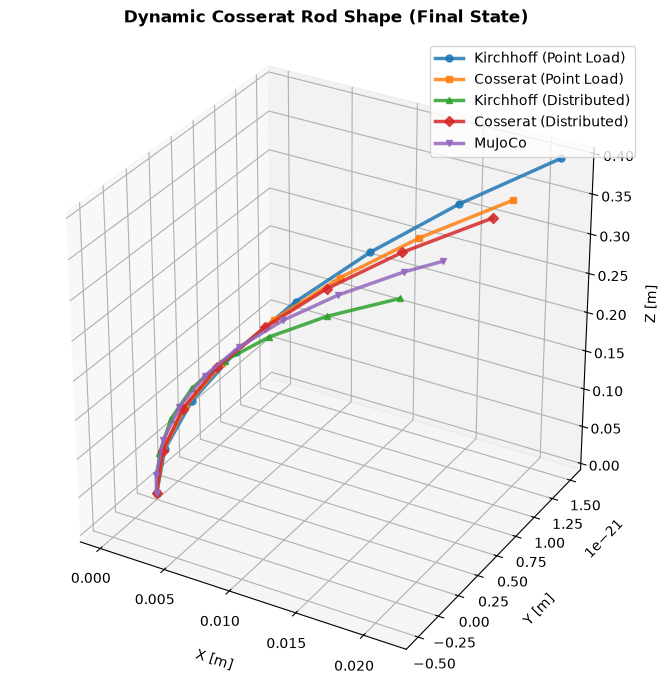 Dynamic Cosserat Rod Shape (Final State)
Kirchhoff (Point Load)
Cosserat (Point Load)
Kirchhoff (Distributed)
Cosserat (Distributed)
MuJoCo
0.40
0.35
0.30
0.25
0.20
0.15
0.10
0.05
0.00
Z [m]
1.50
1.25
1.00
0.75
0.50
0.25
0.00
−0.25
−0.50
1e−21
Y [m]
0.000
0.005
0.010
0.015
0.020
X [m]